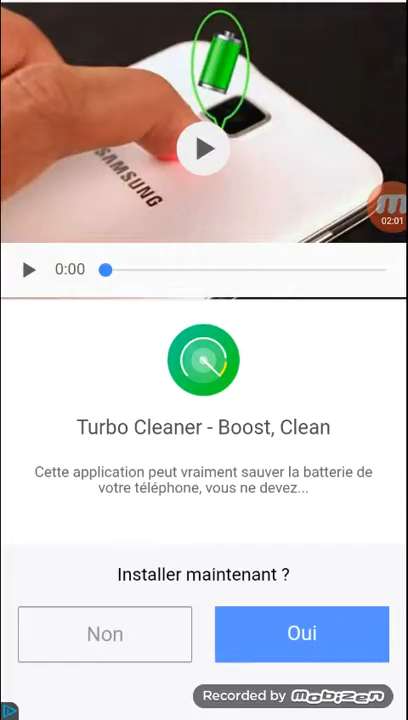 SAMSUNG
02:01
0:00
Turbo Cleaner - Boost, Clean
Cette application peut vraiment sauver la batterie de
votre téléphone, vous ne devez...
Installer maintenant ?
Non
Oui
Recorded by mobizen